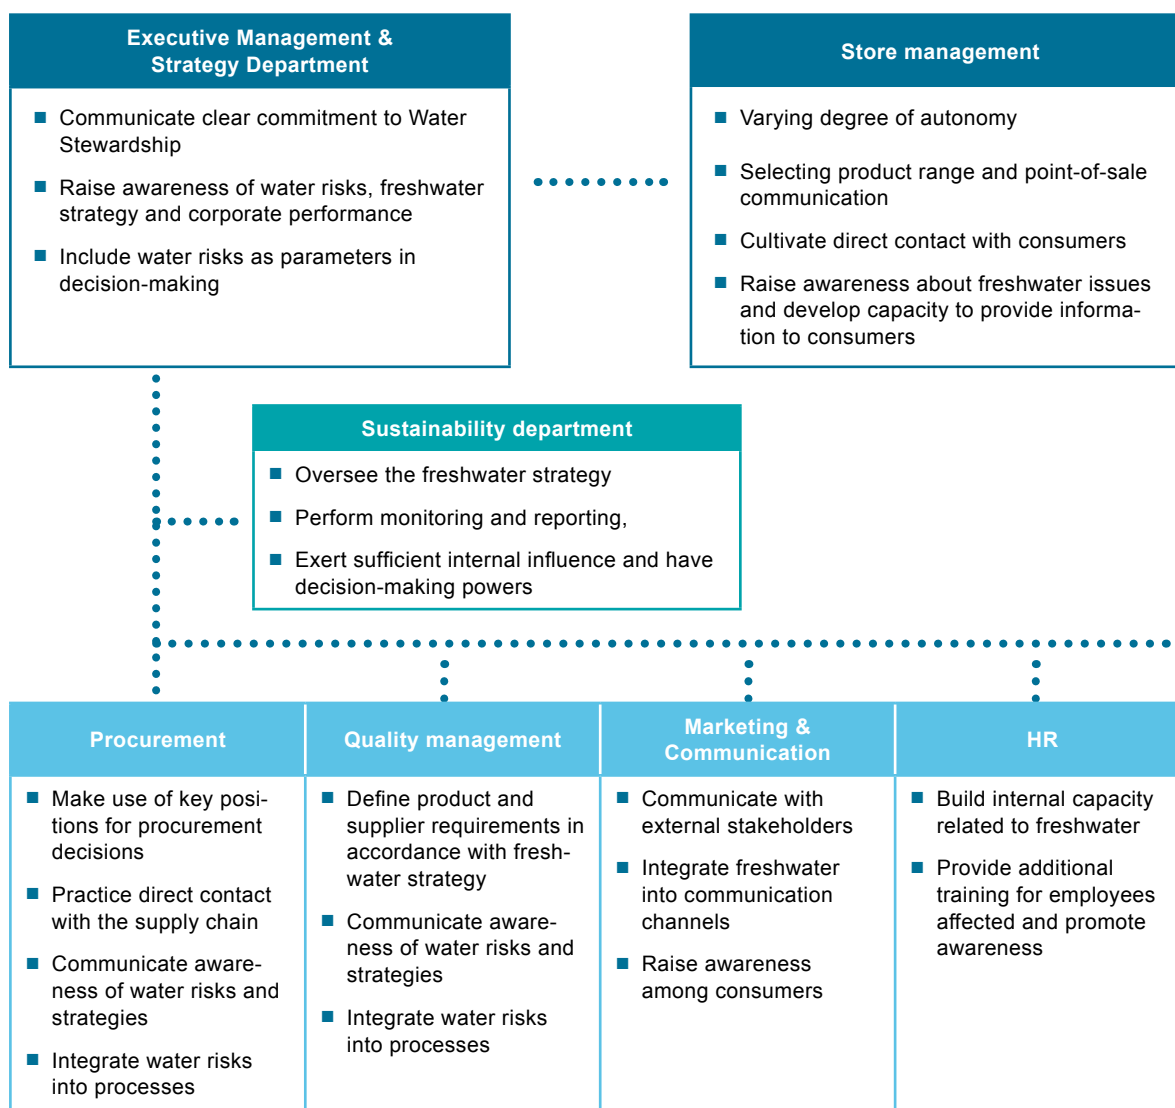 Executive Management &
Strategy Department
Communicate clear commitment to Water
Stewardship
Raise awareness of water risks, freshwater
strategy and corporate performance
Include water risks as parameters in
decision-making
Store management
Varying degree of autonomy
Selecting product range and point-of-sale
communication
Cultivate direct contact with consumers
Raise awareness about freshwater issues
and develop capacity to provide informa-
tion to consumers
Sustainability department
Oversee the freshwater strategy
Perform monitoring and reporting,
Exert sufficient internal influence and have
decision-making powers
Procurement
Make use of key posi-
tions for procurement
decisions
Practice direct contact
with the supply chain
Communicate aware-
ness of water risks and
strategies
Integrate water risks
into processes
Quality management
Define product and
supplier requirements in
accordance with fresh-
water strategy
Communicate aware-
ness of water risks and
strategies
Integrate water risks
into processes
Marketing &
Communication
Communicate with
external stakeholders
Integrate freshwater
into communication
channels
Raise awareness
among consumers
HR
Build internal capacity
related to freshwater
Provide additional
training for employees
affected and promote
awareness